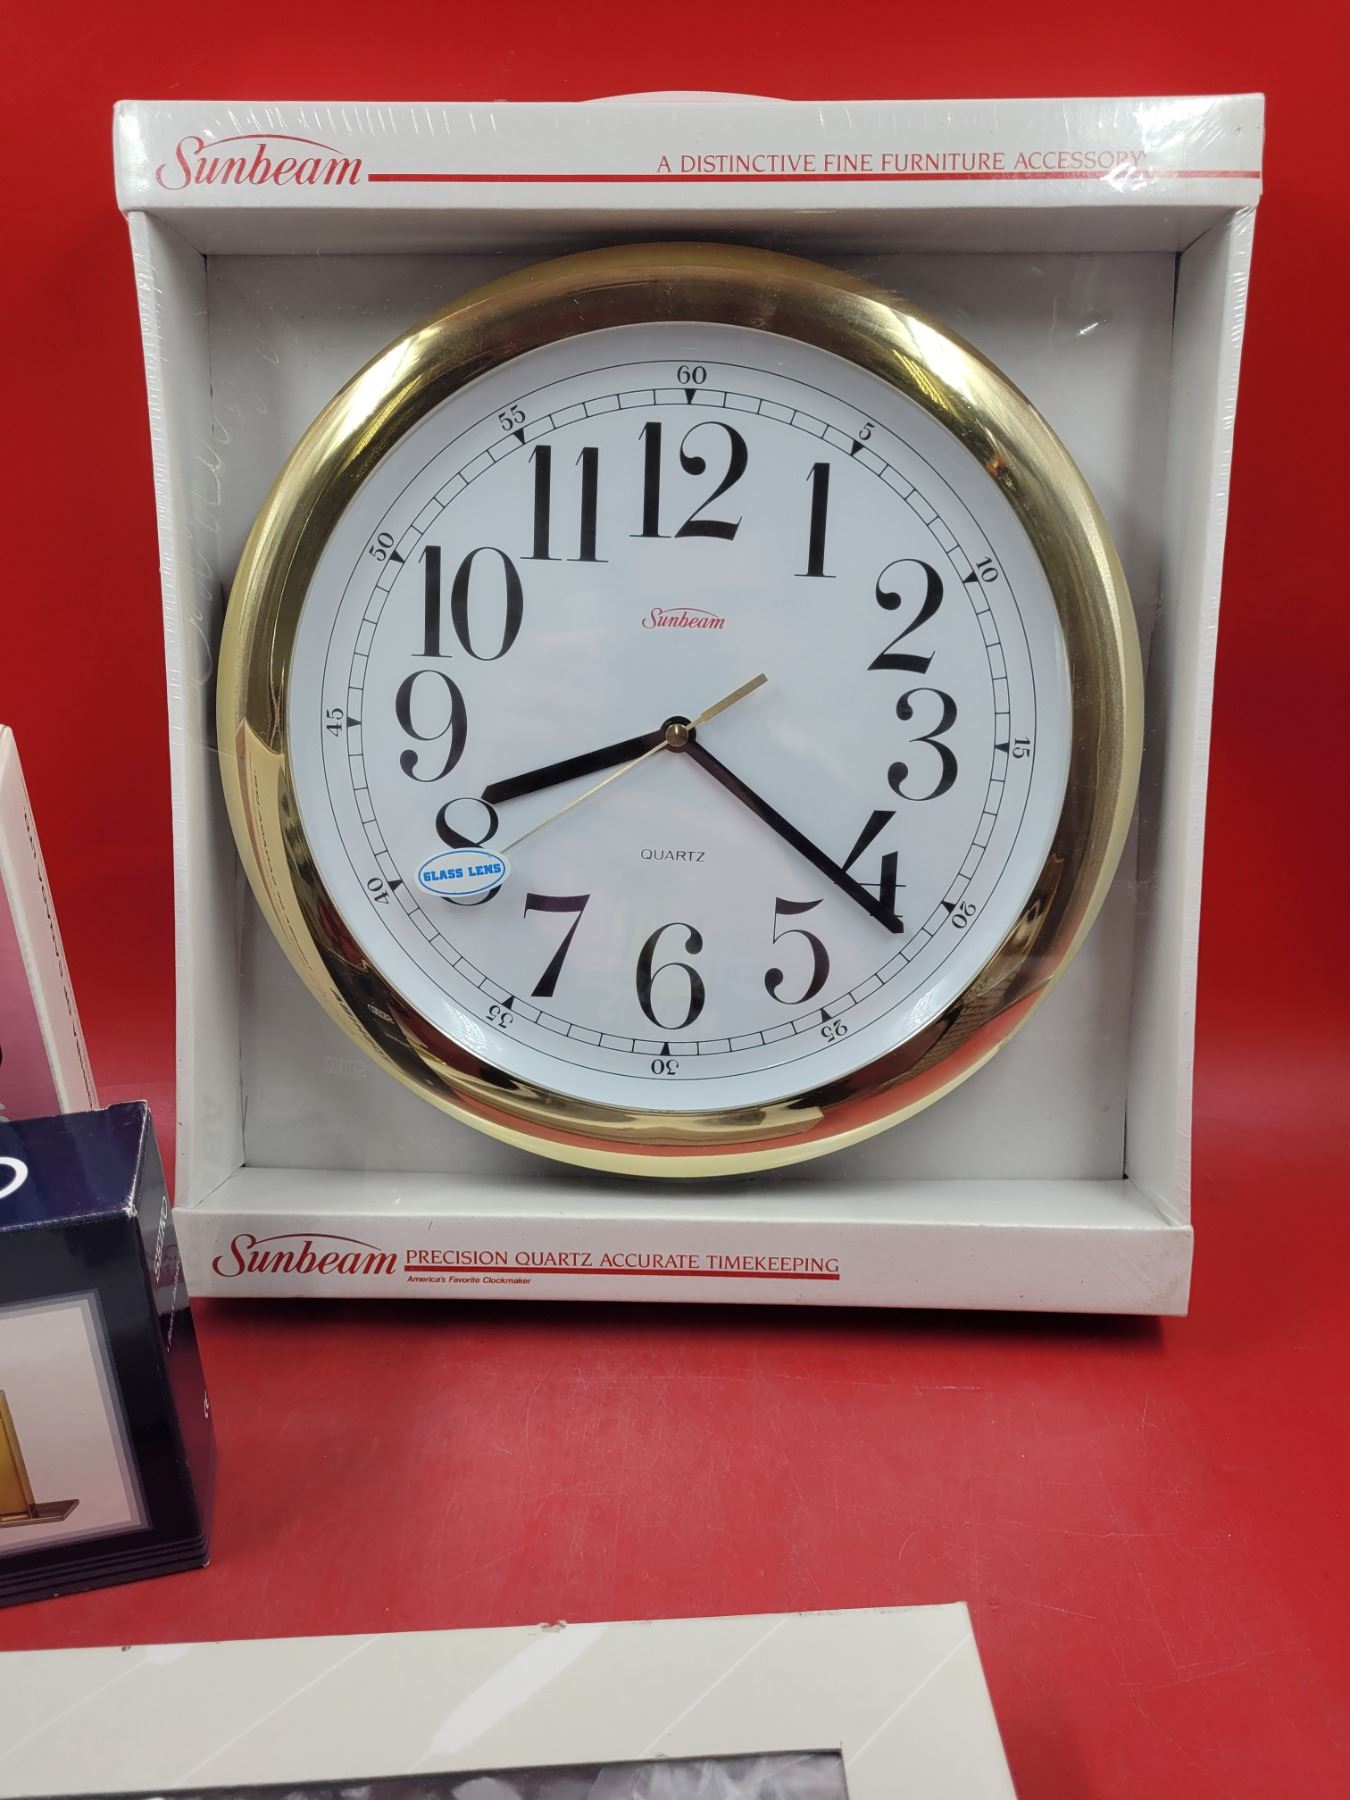 Sunbeam A DISTINCTIVE FINE FURNITURE ACCESSORY
60
55 5
12
11 1
50 10
10 2
Sunbeam
45 9 3 15
8 4
GLASS LENS
QUARTZ
40 20
7 5
6
35 25
30
SEIKO
Sunbeam PRECISION QUARTZ ACCURATE TIMEKEEPING
America's Favorite Clockmaker